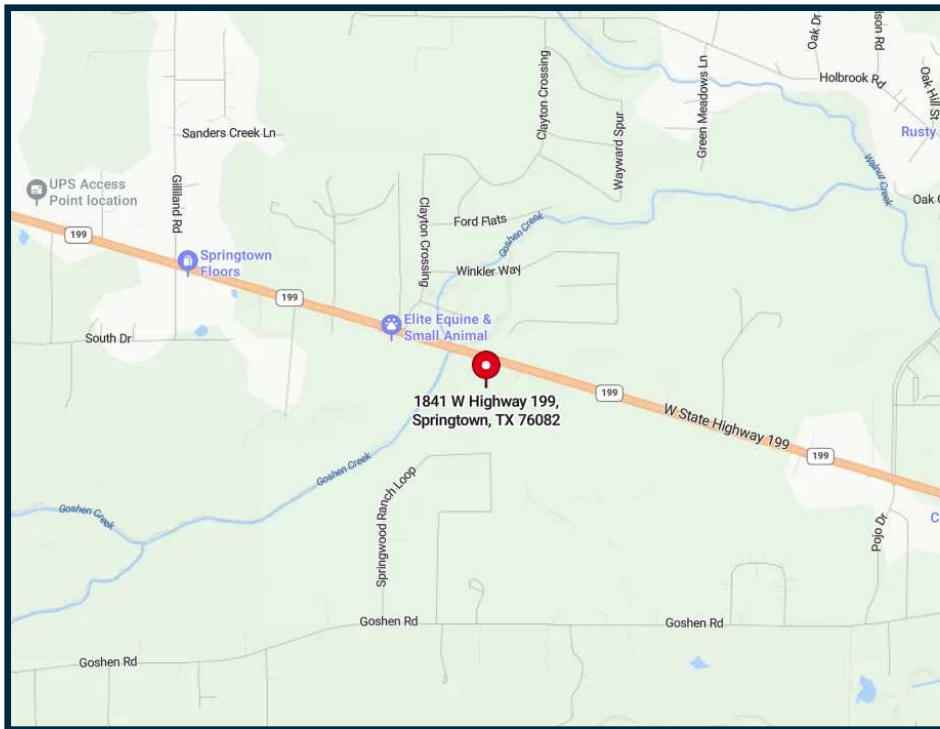 Oak Dr
ison Rd
Holbrook Rd
Oak Hill St
Rusty
Clayton Crossing
Wayward Spur
Green Meadows Ln
Walnut Creek
Sanders Creek Ln
UPS Access
Point location
Gilliland Rd
Oak
199
Clayton Crossing
Ford Flats
Goshen Creek
Springtown
Floors
Winkler Way
199
Elite Equine &
Small Animal
South Dr
1841 W Highway 199,
Springtown, TX 76082
199
W State Highway 199
199
Goshen Creek
Springwood Ranch Loop
Goshen Creek
Pojo Dr
C
Goshen Rd
Goshen Rd
Goshen Rd